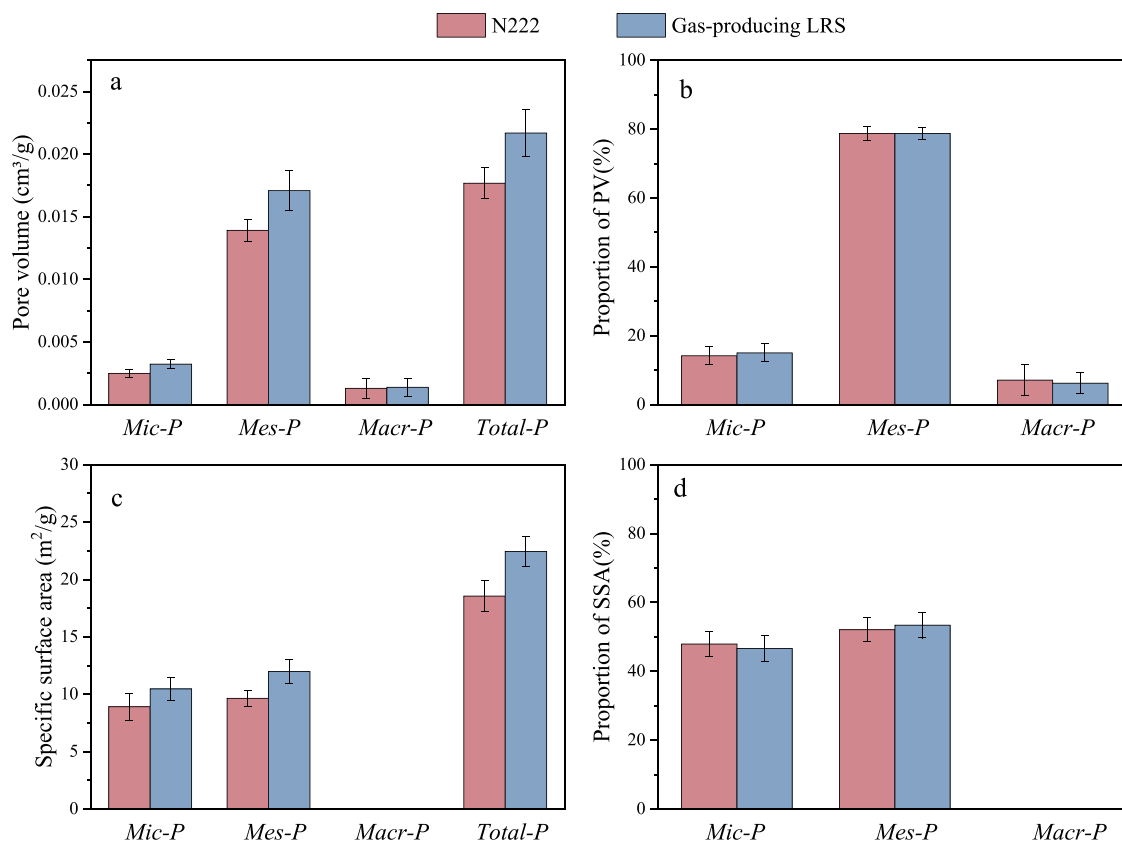 N222
Gas-producing LRS
a
Pore volume (cm³/g)
0.025
0.020
0.015
0.010
0.005
0.000
Mic-P Mes-P Macr-P Total-P
b
Proportion of PV(%)
100
80
60
40
20
0
Mic-P Mes-P Macr-P
c
Specific surface area (m²/g)
30
25
20
15
10
5
0
Mic-P Mes-P Macr-P Total-P
d
Proportion of SSA(%)
100
80
60
40
20
0
Mic-P Mes-P Macr-P